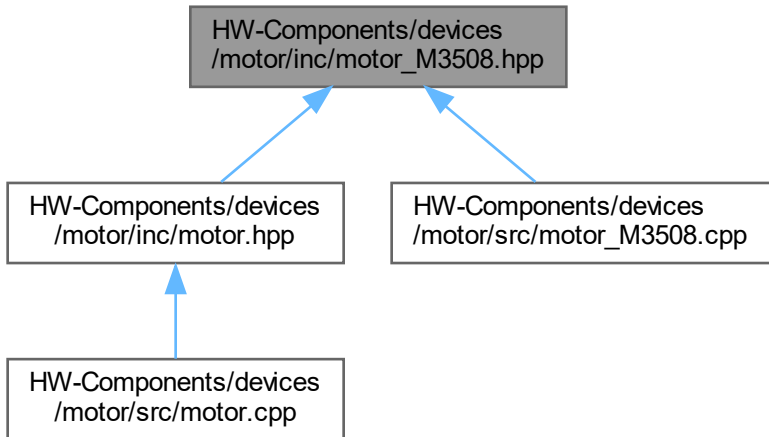 HW-Components/devices
/motor/inc/motor_M3508.hpp
HW-Components/devices
/motor/inc/motor.hpp
HW-Components/devices
/motor/src/motor_M3508.cpp
HW-Components/devices
/motor/src/motor.cpp